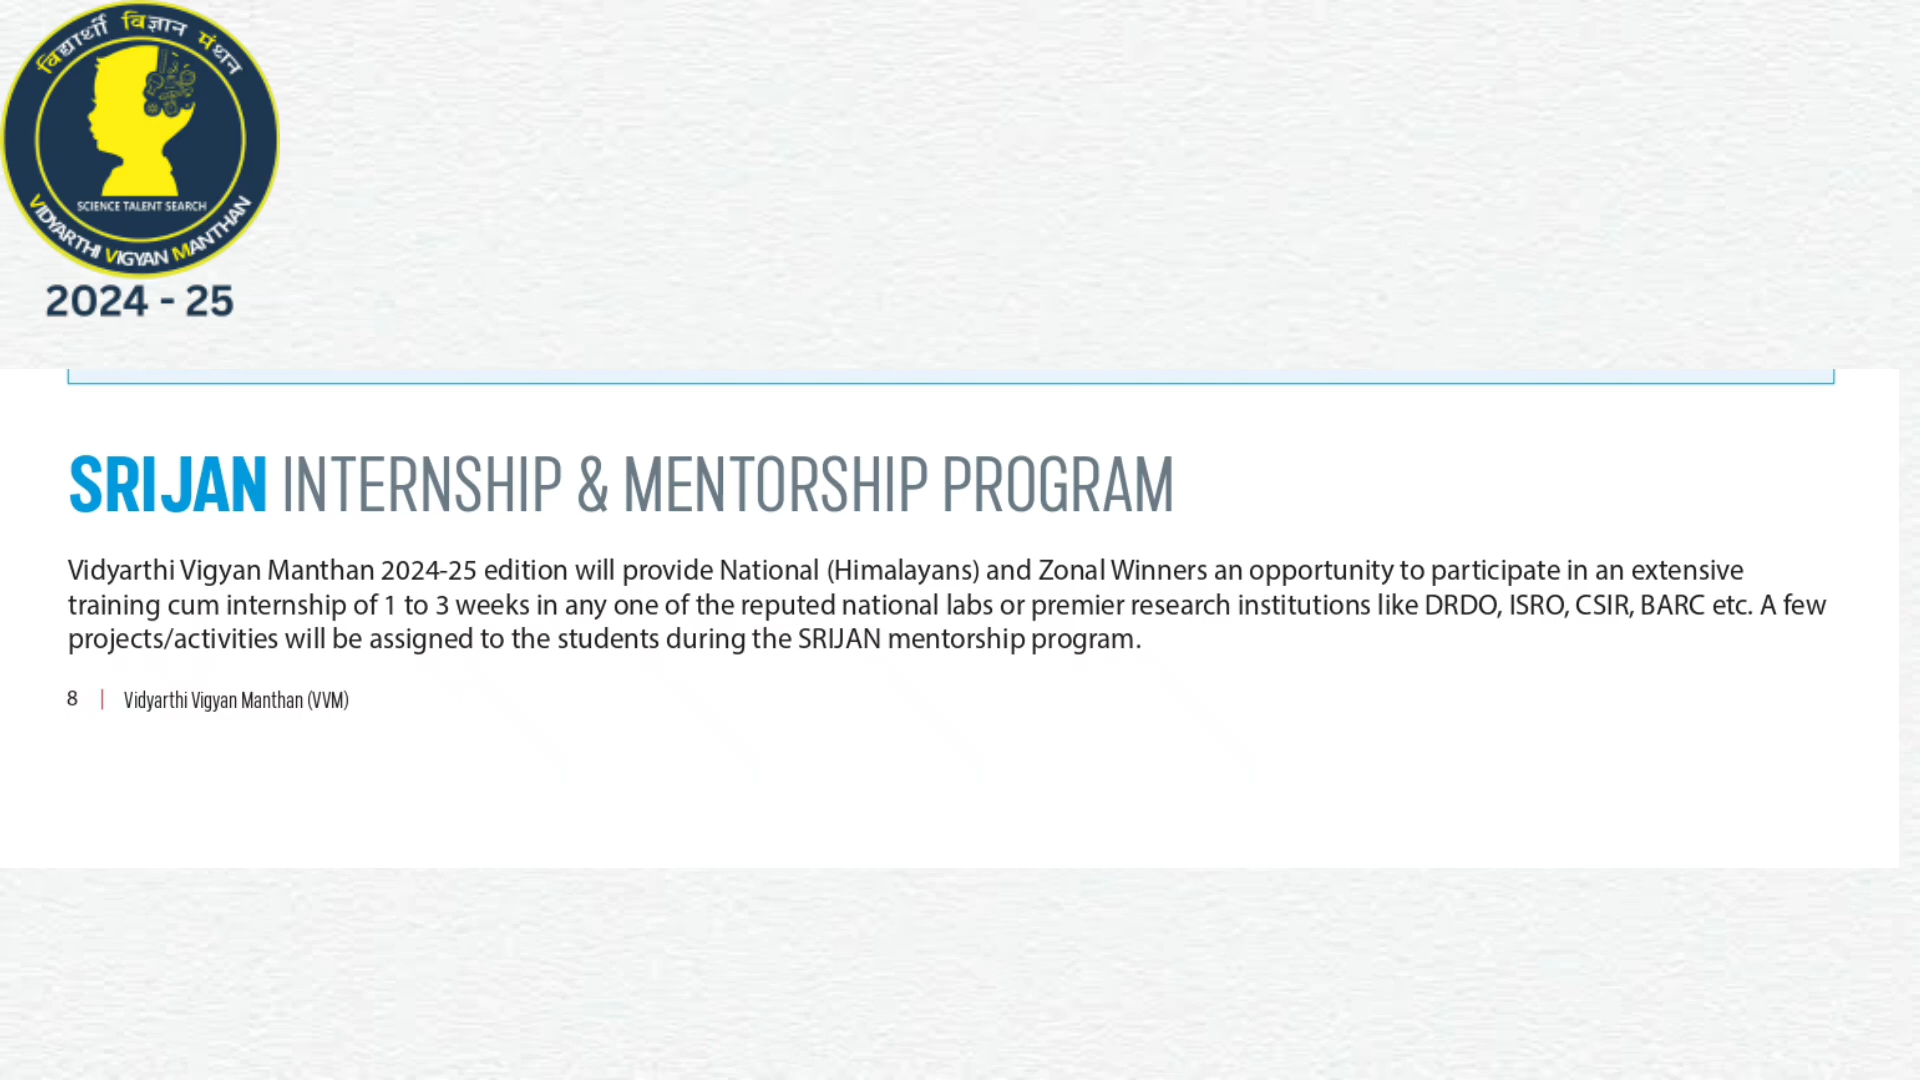 विद्यार्थी विज्ञान मंथन
SCIENCE TALENT SEARCH
VIDYARTHI VIGYAN MANTHAN
2024 - 25
SRIJAN INTERNSHIP & MENTORSHIP PROGRAM
Vidyarthi Vigyan Manthan 2024-25 edition will provide National (Himalayans) and Zonal Winners an opportunity to participate in an extensive
training cum internship of 1 to 3 weeks in any one of the reputed national labs or premier research institutions like DRDO, ISRO, CSIR, BARC etc. A few
projects/activities will be assigned to the students during the SRIJAN mentorship program.
8 | Vidyarthi Vigyan Manthan (VVM)